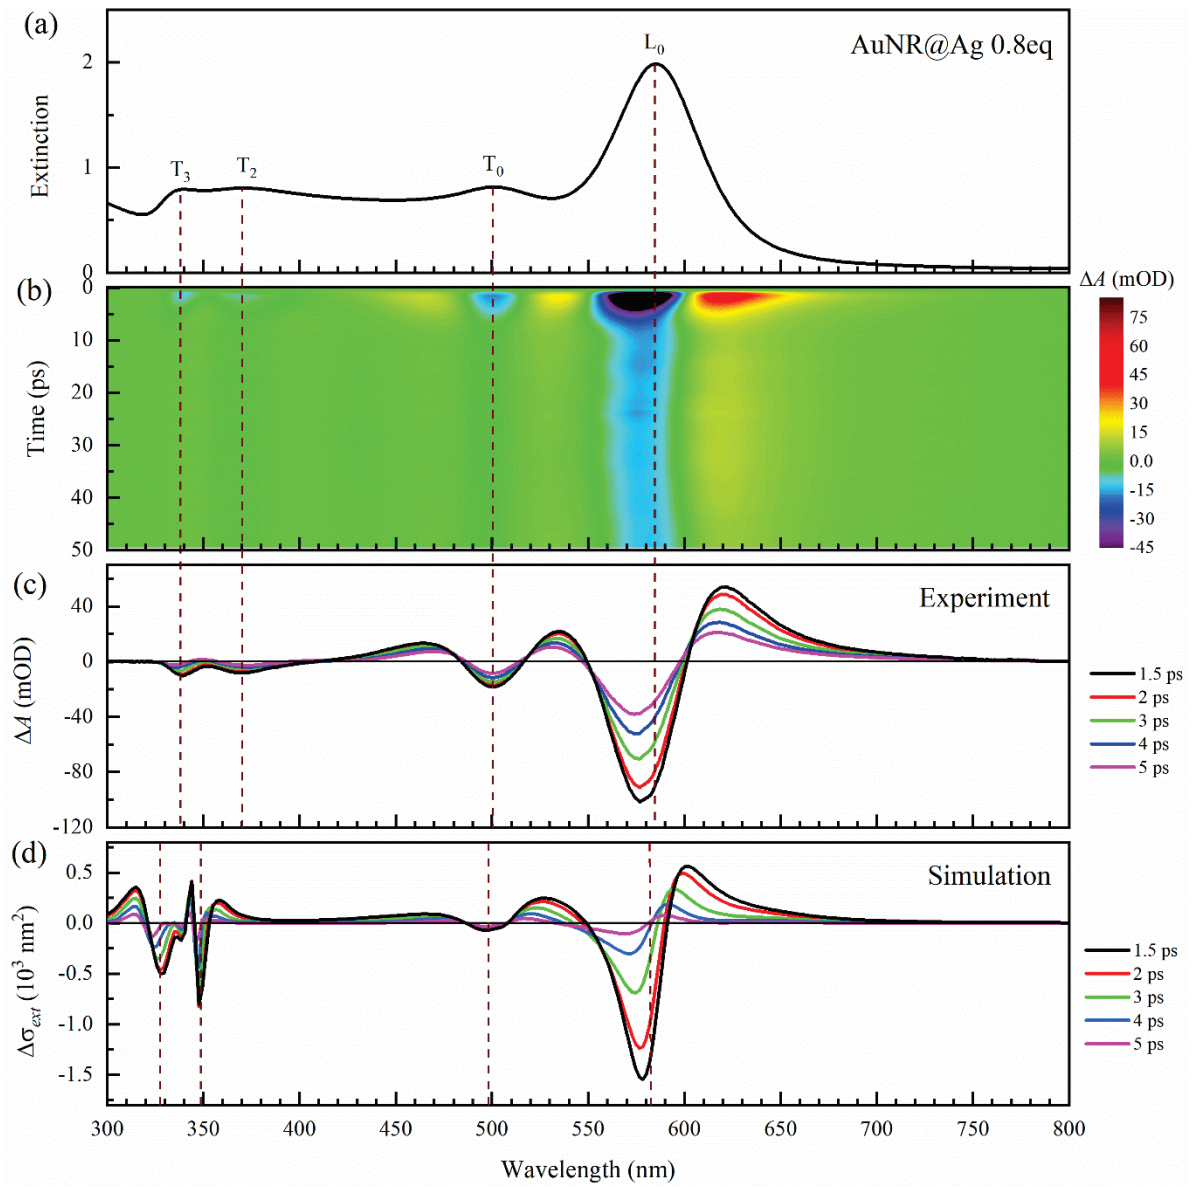 (a)
AuNR@Ag 0.8eq
L0
T3
T2
T0
Extinction
2
1
0
(b)
ΔA (mOD)
Time (ps)
0
10
20
30
40
50
75
60
45
30
15
0.0
-15
-30
-45
(c)
Experiment
ΔA (mOD)
40
0
-40
-80
-120
1.5 ps
2 ps
3 ps
4 ps
5 ps
(d)
Simulation
Δσext (10³ nm²)
0.5
0.0
-0.5
-1.0
-1.5
1.5 ps
2 ps
3 ps
4 ps
5 ps
300 350 400 450 500 550 600 650 700 750 800
Wavelength (nm)